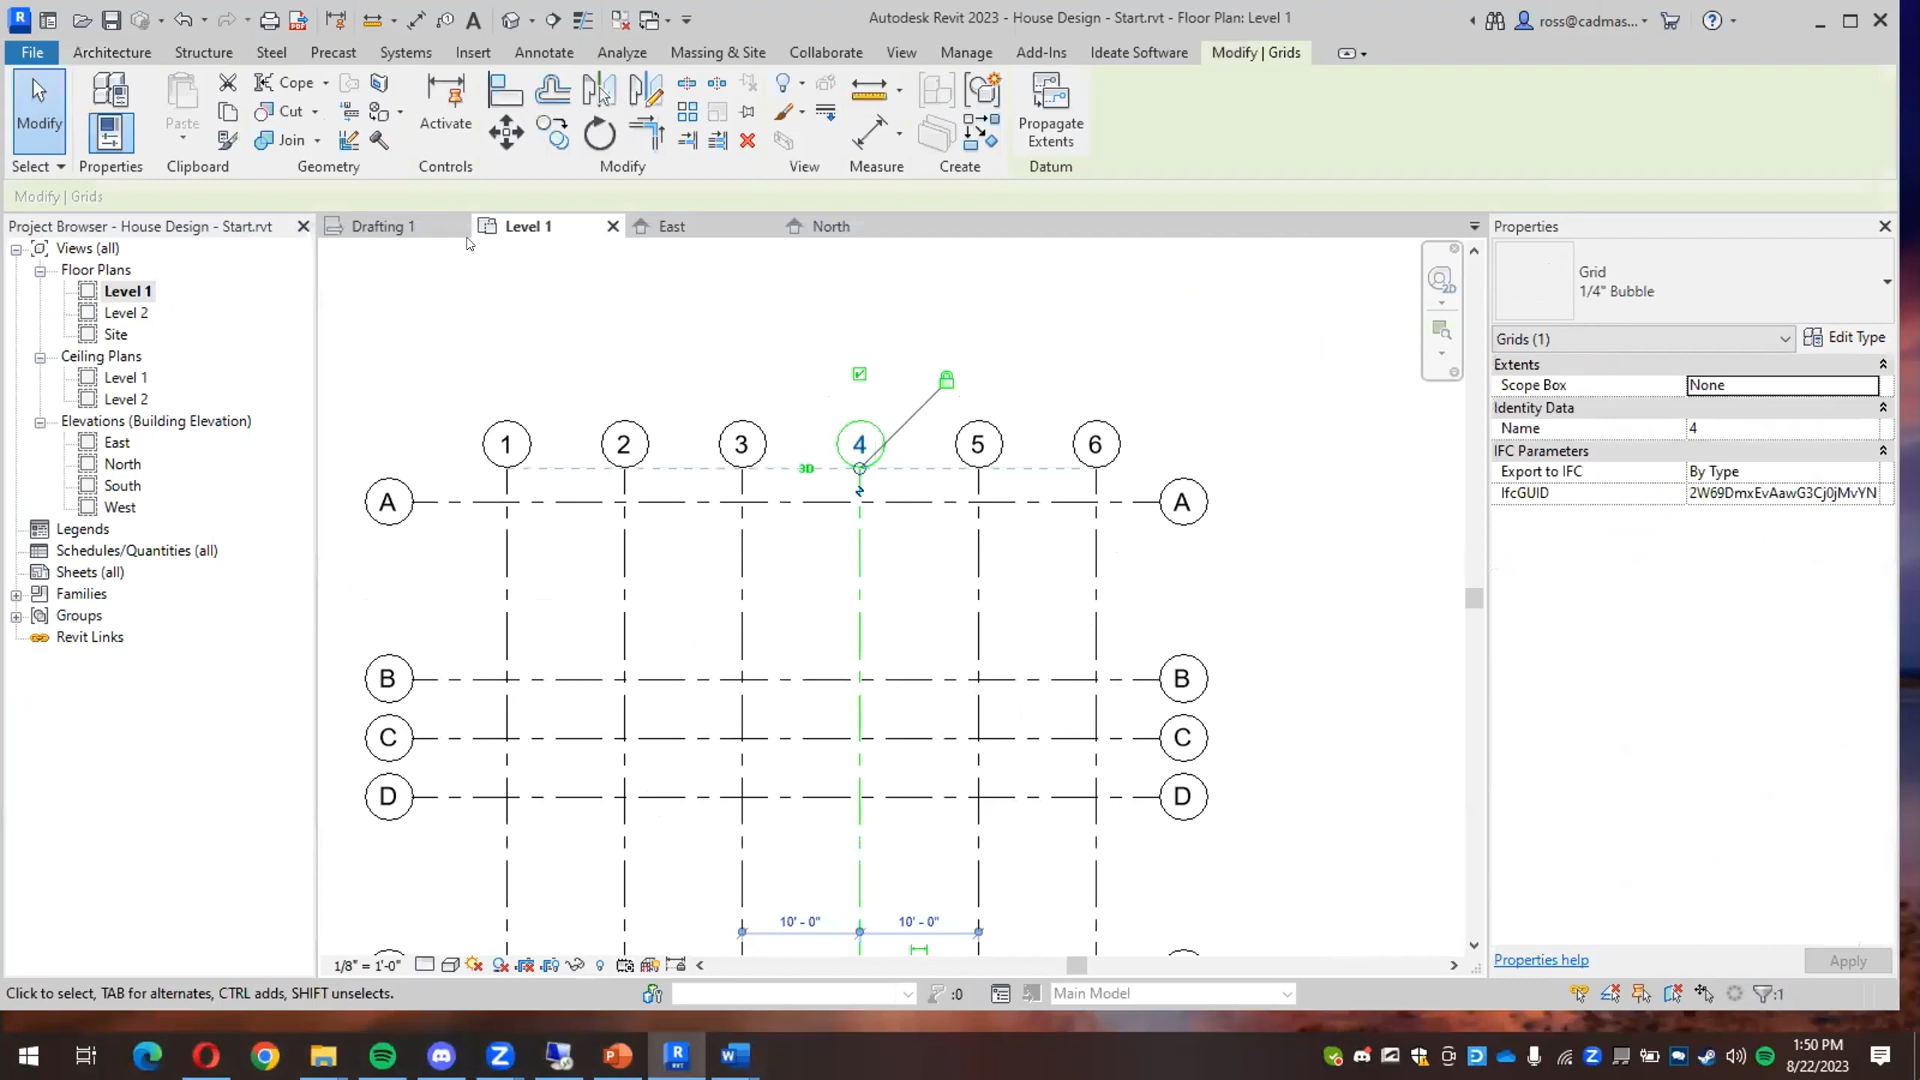 Autodesk Revit 2023 - House Design - Start.rvt - Floor Plan: Level 1
ross@cadmas...
File Architecture Structure Steel Precast Systems Insert Annotate Analyze Massing & Site Collaborate View Manage Add-Ins Ideate Software Modify | Grids
Modify
Paste
Cope
Cut
Join
Activate
Propagate
Extents
Select Properties Clipboard Geometry Controls Modify View Measure Create Datum
Modify | Grids
Project Browser - House Design - Start.rvt
Drafting 1
Level 1
East
North
Properties
Views (all)
Floor Plans
Level 1
Level 2
Site
Ceiling Plans
Level 1
Level 2
Elevations (Building Elevation)
East
North
South
West
Legends
Schedules/Quantities (all)
Sheets (all)
Families
Groups
Revit Links
2D
1 2 3 4 5 6
3D
A A
B B
C C
D D
10' - 0" 10' - 0"
Grid
1/4" Bubble
Grids (1)
Edit Type
Extents
Scope Box None
Identity Data
Name 4
IFC Parameters
Export to IFC By Type
IfcGUID 2W69DmxEvAawG3Cj0jMvYN
Properties help
Apply
1/8" = 1'-0"
Click to select, TAB for alternates, CTRL adds, SHIFT unselects.
:0
Main Model
:1
1:50 PM
8/22/2023